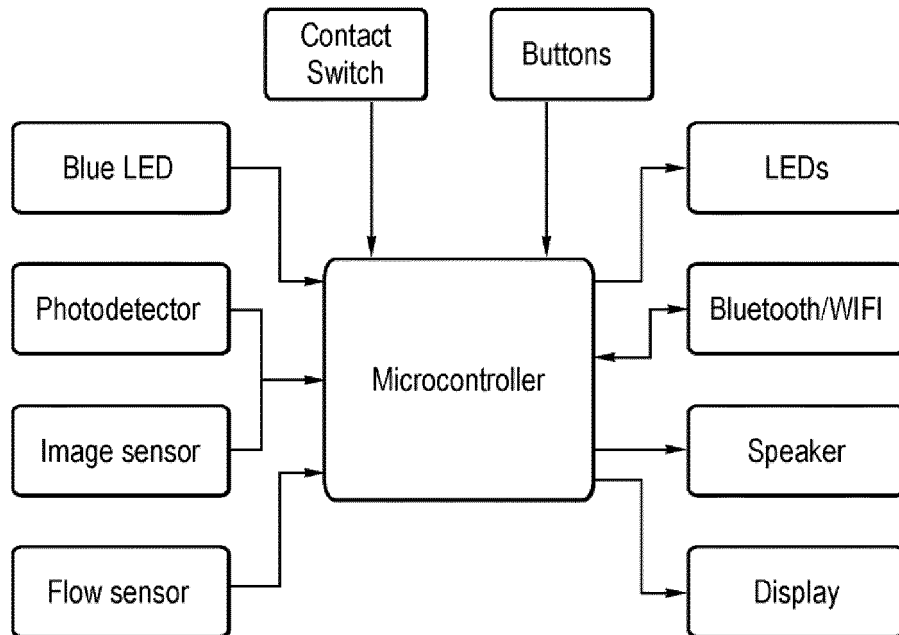 Contact
Switch
Buttons
Blue LED
LEDs
Photodetector
Bluetooth/WIFI
Microcontroller
Image sensor
Speaker
Flow sensor
Display